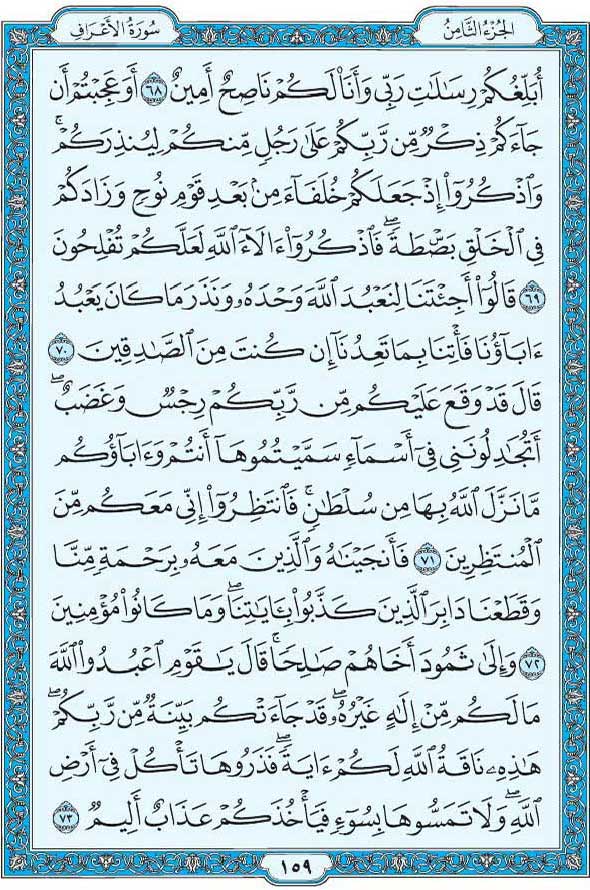 الجُزءُ الثَّامِنُ
سُورَةُ الأَعۡرَافِ
أُبَلِّغُكُمۡ رِسَٰلَٰتِ رَبِّي وَأَنَا۠ لَكُمۡ نَاصِحٌ أَمِينٌ ٦٨ أَوَعَجِبۡتُمۡ أَن
جَآءَكُمۡ ذِكۡرٞ مِّن رَّبِّكُمۡ عَلَىٰ رَجُلٖ مِّنكُمۡ لِيُنذِرَكُمۡۚ
وَٱذۡكُرُوٓاْ إِذۡ جَعَلَكُمۡ خُلَفَآءَ مِنۢ بَعۡدِ قَوۡمِ نُوحٖ وَزَادَكُمۡ
فِي ٱلۡخَلۡقِ بَصۜۡطَةٗۖ فَٱذۡكُرُوٓاْ ءَالَآءَ ٱللَّهِ لَعَلَّكُمۡ تُفۡلِحُونَ
٦٩ قَالُوٓاْ أَجِئۡتَنَا لِنَعۡبُدَ ٱللَّهَ وَحۡدَهُۥ وَنَذَرَ مَا كَانَ يَعۡبُدُ
ءَابَآؤُنَا فَأۡتِنَا بِمَا تَعِدُنَآ إِن كُنتَ مِنَ ٱلصَّٰدِقِينَ ٧٠
قَالَ قَدۡ وَقَعَ عَلَيۡكُم مِّن رَّبِّكُمۡ رِجۡسٞ وَغَضَبٌۖ
أَتُجَٰدِلُونَنِي فِيٓ أَسۡمَآءٖ سَمَّيۡتُمُوهَآ أَنتُمۡ وَءَابَآؤُكُم
مَّا نَزَّلَ ٱللَّهُ بِهَا مِن سُلۡطَٰنٖۚ فَٱنتَظِرُوٓاْ إِنِّي مَعَكُم مِّنَ
ٱلۡمُنتَظِرِينَ ٧١ فَأَنجَيۡنَٰهُ وَٱلَّذِينَ مَعَهُۥ بِرَحۡمَةٖ مِّنَّا
وَقَطَعۡنَا دَابِرَ ٱلَّذِينَ كَذَّبُواْ بِـَٔايَٰتِنَاۖ وَمَا كَانُواْ مُؤۡمِنِينَ
٧٢ وَإِلَىٰ ثَمُودَ أَخَاهُمۡ صَٰلِحٗاۚ قَالَ يَٰقَوۡمِ ٱعۡبُدُواْ ٱللَّهَ
مَا لَكُم مِّنۡ إِلَٰهٍ غَيۡرُهُۥۖ قَدۡ جَآءَتۡكُم بَيِّنَةٞ مِّن رَّبِّكُمۡۖ
هَٰذِهِۦ نَاقَةُ ٱللَّهِ لَكُمۡ ءَايَةٗۖ فَذَرُوهَا تَأۡكُلۡ فِيٓ أَرۡضِ
ٱللَّهِۖ وَلَا تَمَسُّوهَا بِسُوٓءٖ فَيَأۡخُذَكُمۡ عَذَابٌ أَلِيمٞ ٧٣
١٥٩